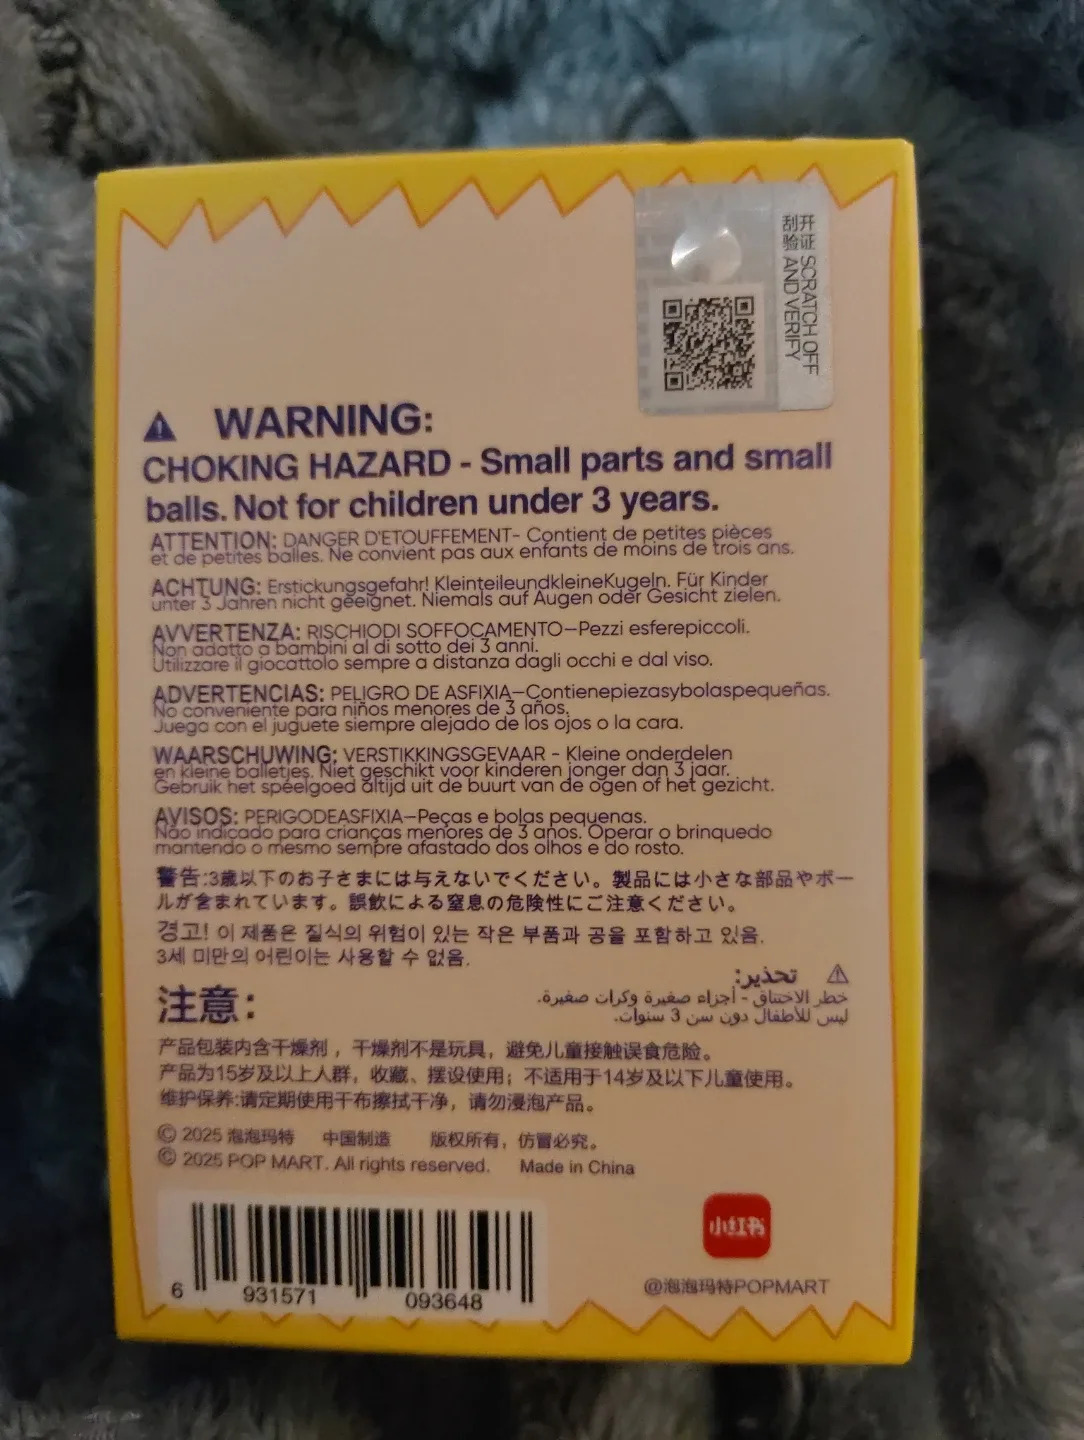 开 SCRATCH OFF
刮
证 AND VERIFY
验
WARNING:
CHOKING HAZARD - Small parts and small
balls. Not for children under 3 years.
ATTENTION: DANGER D'ETOUFFEMENT- Contient de petites pièces
et de petites balles. Ne convient pas aux enfants de moins de trois ans.
ACHTUNG: Erstickungsgefahr! KleinteileundkleineKugeln. Für Kinder
unter 3 Jahren nicht geeignet. Niemals auf Augen oder Gesicht zielen.
AVVERTENZA: RISCHIODI SOFFOCAMENTO—Pezzi esferepiccoli.
Non adatto a bambini al di sotto dei 3 anni.
Utilizzare il giocattolo sempre a distanza dagli occhi e dal viso.
ADVERTENCIAS: PELIGRO DE ASFIXIA—Contienepiezasybolaspequeñas.
No conveniente para niños menores de 3 años.
Juega con el juguete siempre alejado de los ojos o la cara.
WAARSCHUWING: VERSTIKKINGSGEVAAR - Kleine onderdelen
en kleine balletjes. Niet geschikt voor kinderen jonger dan 3 jaar.
Gebruik het speelgoed altijd uit de buurt van de ogen of het gezicht.
AVISOS: PERIGODEASFIXIA—Peças e bolas pequenas.
Não indicado para crianças menores de 3 anos. Operar o brinquedo
mantendo o mesmo sempre afastado dos olhos e do rosto.
警告:3歳以下のお子さまには与えないでください。製品には小さな部品やボー
ルが含まれています。誤飲による窒息の危険性にご注意ください。
경고! 이 제품은 질식의 위험이 있는 작은 부품과 공을 포함하고 있음.
3세 미만의 어린이는 사용할 수 없음.
تحذير:
خطر الاختناق - أجزاء صغيرة وكرات صغيرة.
ليس للأطفال دون سن 3 سنوات.
注意:
产品包装内含干燥剂，干燥剂不是玩具，避免儿童接触误食危险。
产品为15岁及以上人群，收藏、摆设使用；不适用于14岁及以下儿童使用。
维护保养:请定期使用干布擦拭干净，请勿浸泡产品。
© 2025 泡泡玛特 中国制造 版权所有，仿冒必究。
© 2025 POP MART. All rights reserved. Made in China
6 931571 093648
小红书
@泡泡玛特POPMART